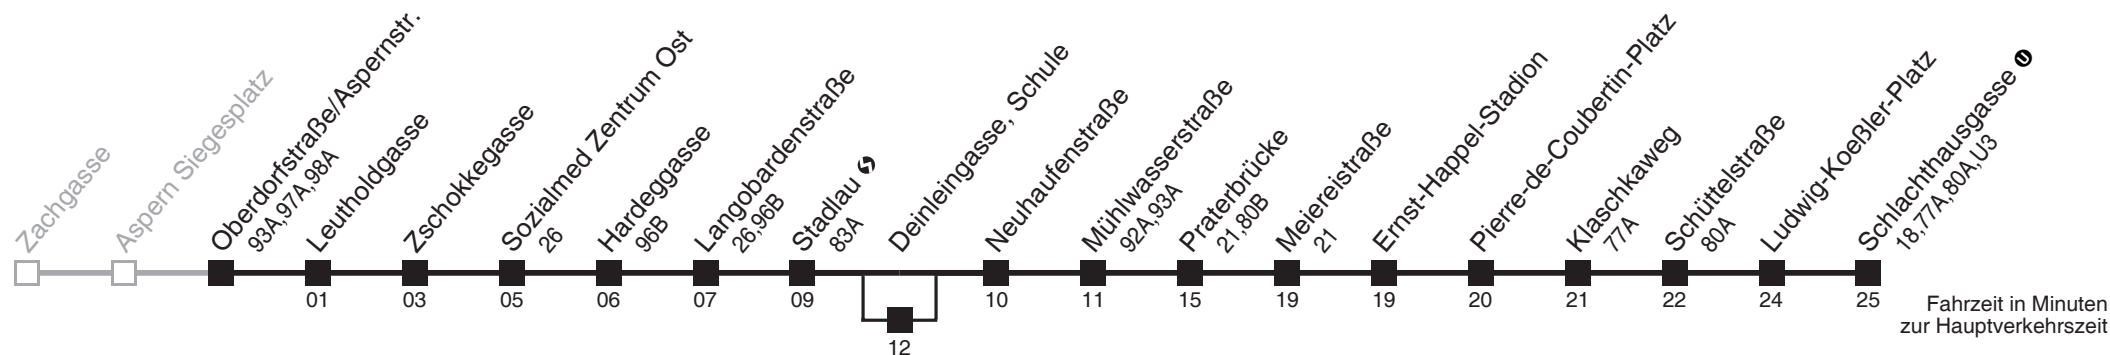 Zachgasse
Aspern Siegesplatz
Oberdorfstraße/Aspernstr.
93A,97A,98A
Leutholdgasse
Zschokkegasse
Sozialmed Zentrum Ost
26
Hardeggasse
96B
Langobardenstraße
26,96B
Stadlau
83A
Deinleingasse, Schule
Neuhaufenstraße
Mühlwasserstraße
92A,93A
Praterbrücke
21,80B
Meiereistraße
21
Ernst-Happel-Stadion
Pierre-de-Coubertin-Platz
Klaschkaweg
77A
Schüttelstraße
80A
Ludwig-Koeßler-Platz
Schlachthausgasse U
18,77A,80A,U3
01 03 05 06 07 09 10 11 15 19 19 20 21 22 24 25
12
Fahrzeit in Minuten
zur Hauptverkehrszeit